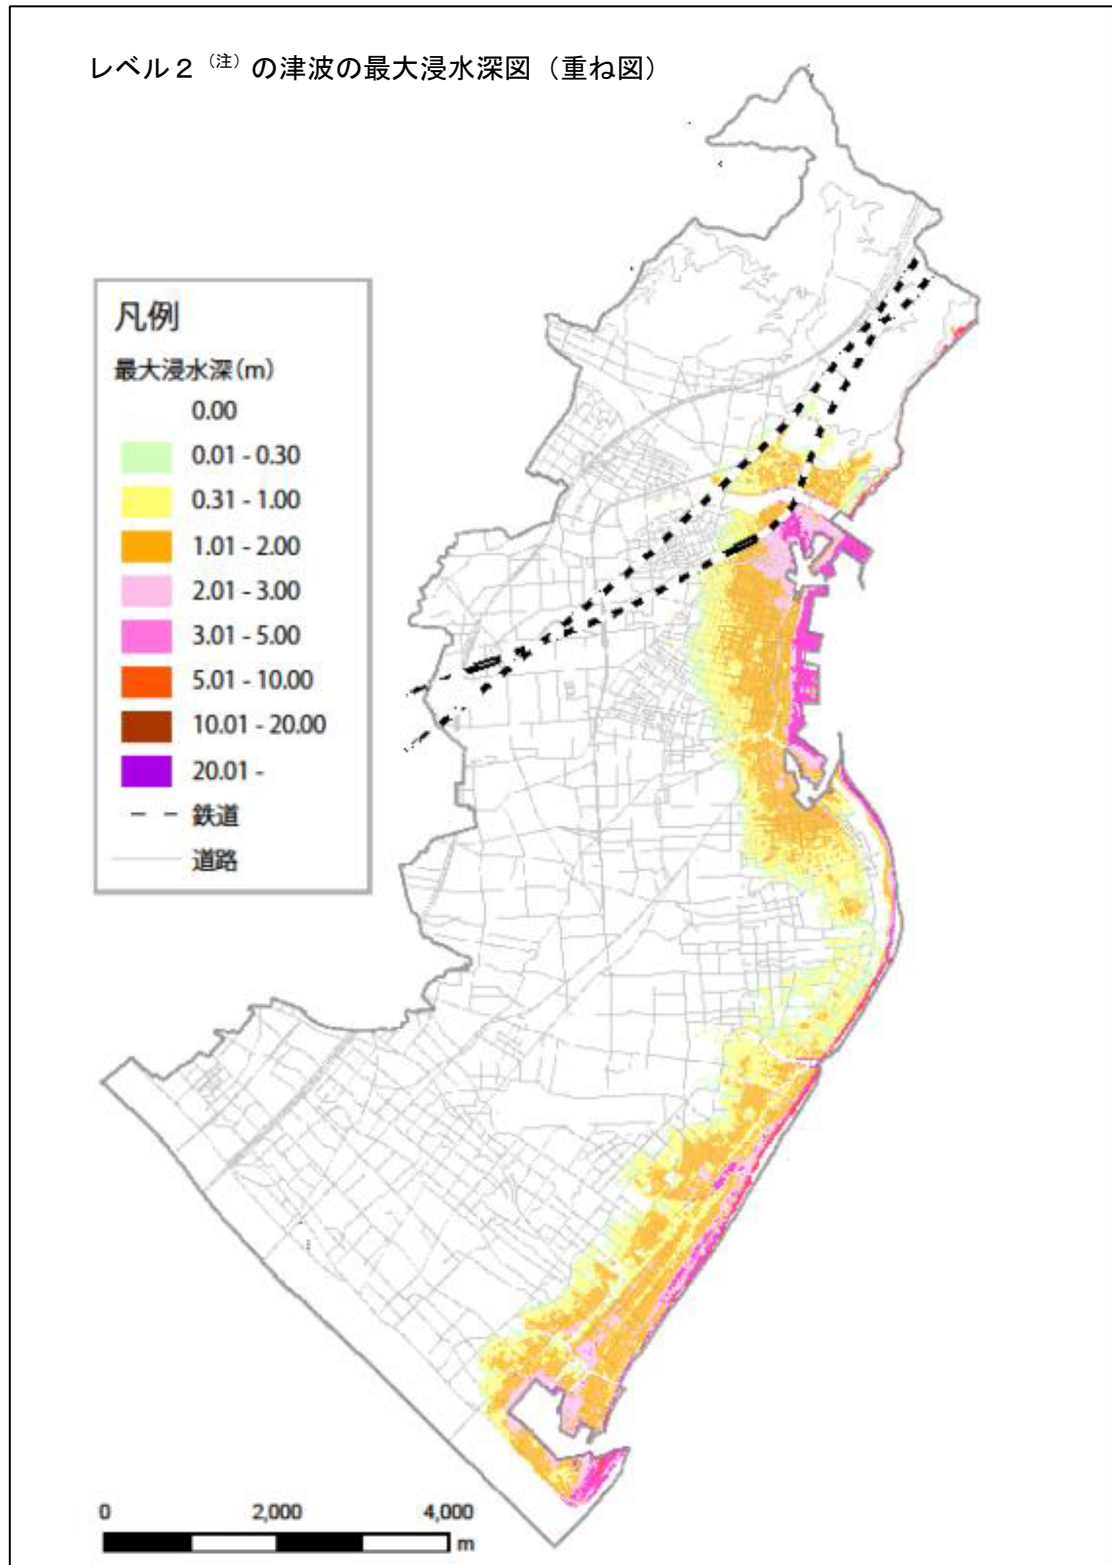 レベル２（注）の津波の最大浸水深図（重ね図）
凡例
最大浸水深(m)
0.00
0.01 - 0.30
0.31 - 1.00
1.01 - 2.00
2.01 - 3.00
3.01 - 5.00
5.01 - 10.00
10.01 - 20.00
20.01 -
鉄道
道路
0 2,000 4,000
m